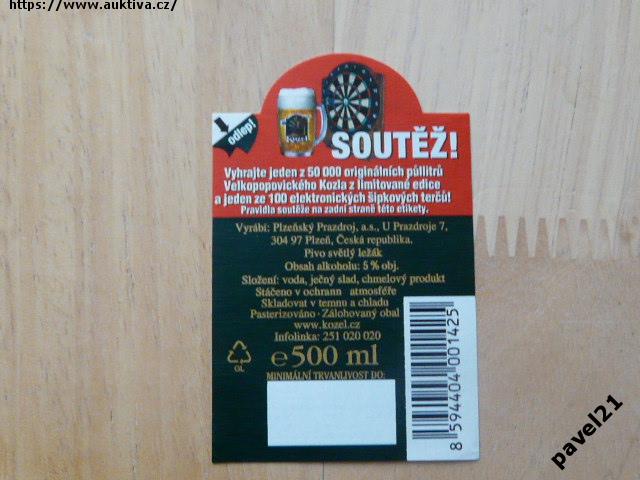 https://www.auktiva.cz/
1
odlep!
Kozel
SOUTĚŽ!
Vyhrajte jeden z 50 000 originálních půllitrů
Velkopopovického Kozla z limitované edice
a jeden ze 100 elektronických šipkových terčů!
Pravidla soutěže na zadní straně této etikety.
Vyrábí: Plzeňský Prazdroj, a.s., U Prazdroje 7,
304 97 Plzeň, Česká republika.
Pivo světlý ležák
Obsah alkoholu: 5 % obj.
Složení: voda, ječný slad, chmelový produkt
Stáčeno v ochrann atmosféře
Skladovat v temnu a chladu
Pasterizováno · Zálohovaný obal
www.kozel.cz
Infolinka: 251 020 020
e 500 ml
GL
MINIMÁLNÍ TRVANLIVOST DO:
8 594404 001425
pavel21